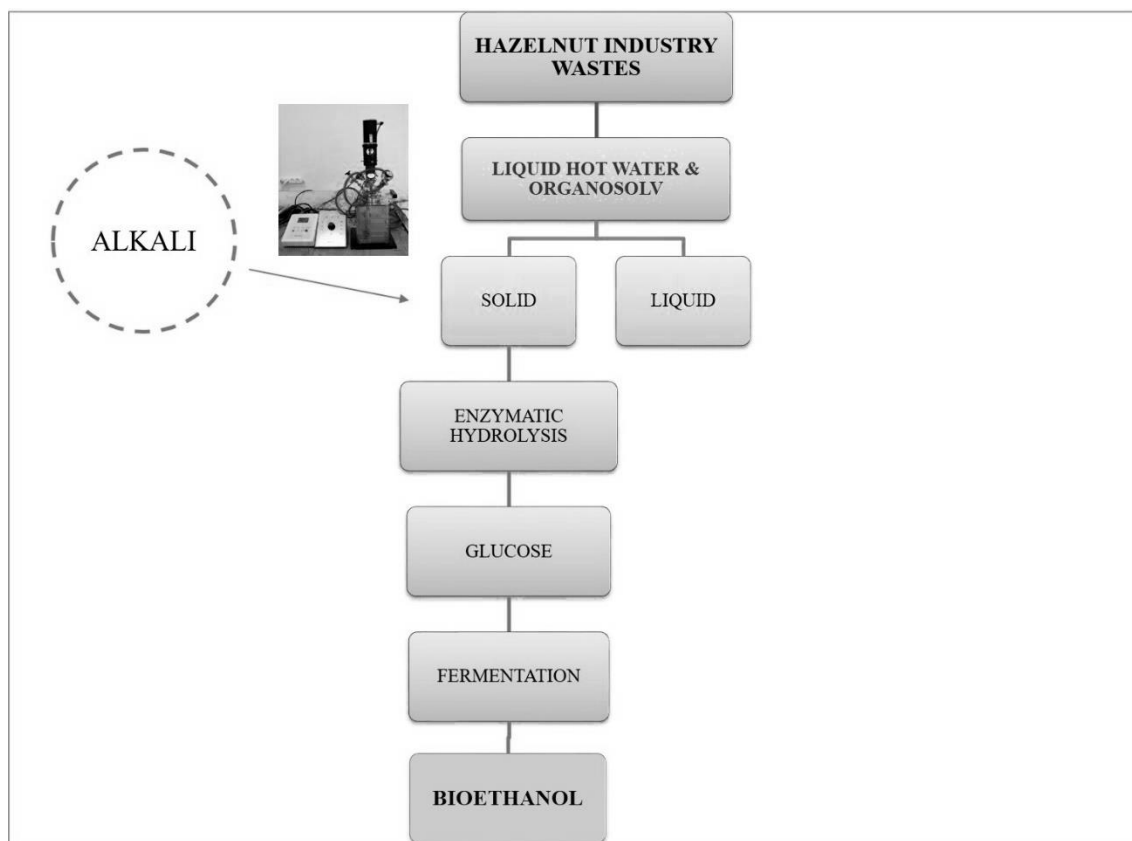 HAZELNUT INDUSTRY
WASTES
LIQUID HOT WATER &
ORGANOSOLV
ALKALI
SOLID
LIQUID
ENZYMATIC
HYDROLYSIS
GLUCOSE
FERMENTATION
BIOETHANOL